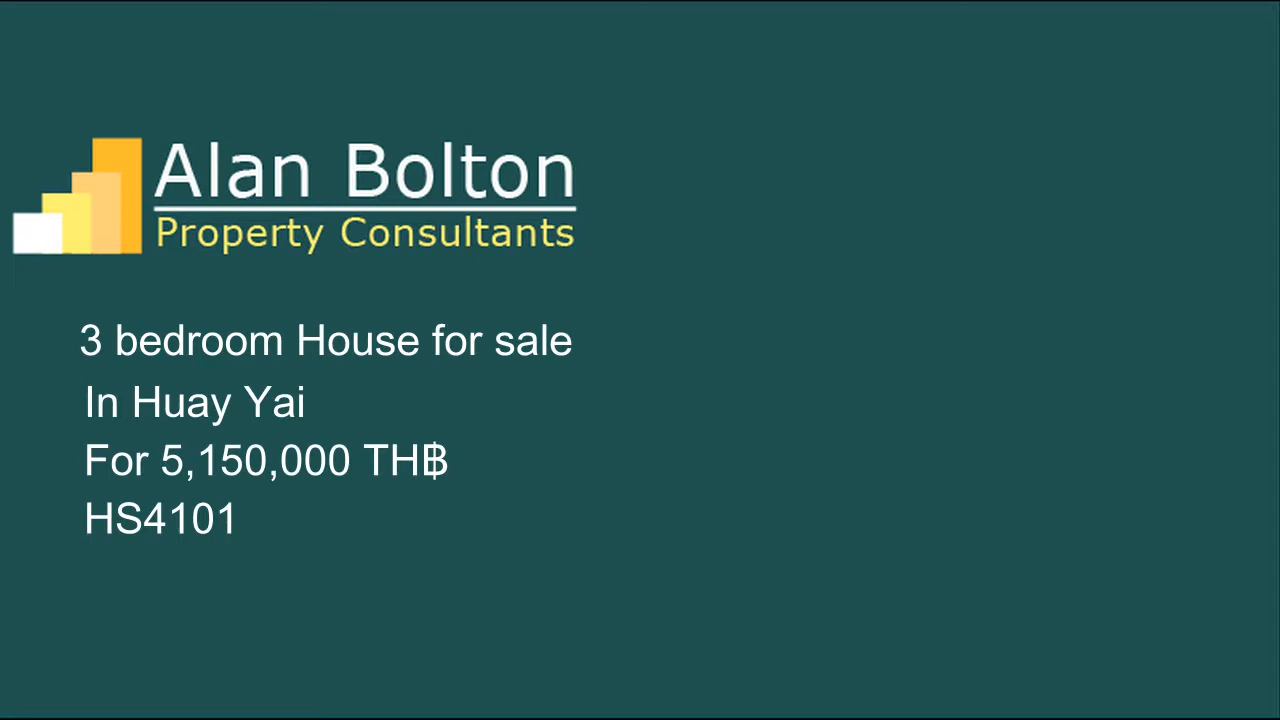 Alan Bolton
Property Consultants
3 bedroom House for sale
In Huay Yai
For 5,150,000 TH฿
HS4101